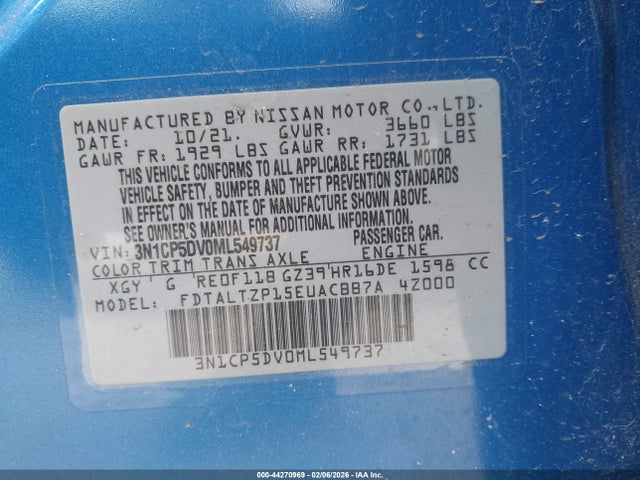 MANUFACTURED BY NISSAN MOTOR CO.,LTD.
DATE: 10/21. GVWR: 3660 LBS
GAWR FR: 1929 LBS GAWR RR: 1731 LBS
THIS VEHICLE CONFORMS TO ALL APPLICABLE FEDERAL MOTOR
VEHICLE SAFETY, BUMPER AND THEFT PREVENTION STANDARDS
IN EFFECT ON THE DATE OF MANUFACTURE SHOWN ABOVE.
SEE OWNER'S MANUAL FOR ADDITIONAL INFORMATION.
VIN: 3N1CP5DV0ML549737 PASSENGER CAR.
COLOR TRIM TRANS AXLE ENGINE
XGY G RE0F11B GZ39 HR16DE 1598 CC
MODEL: FDTALTZP15EUACBB7A 4Z000
3N1CP5DV0ML549737
000-44270969 - 02/06/2026 - IAAI.COM